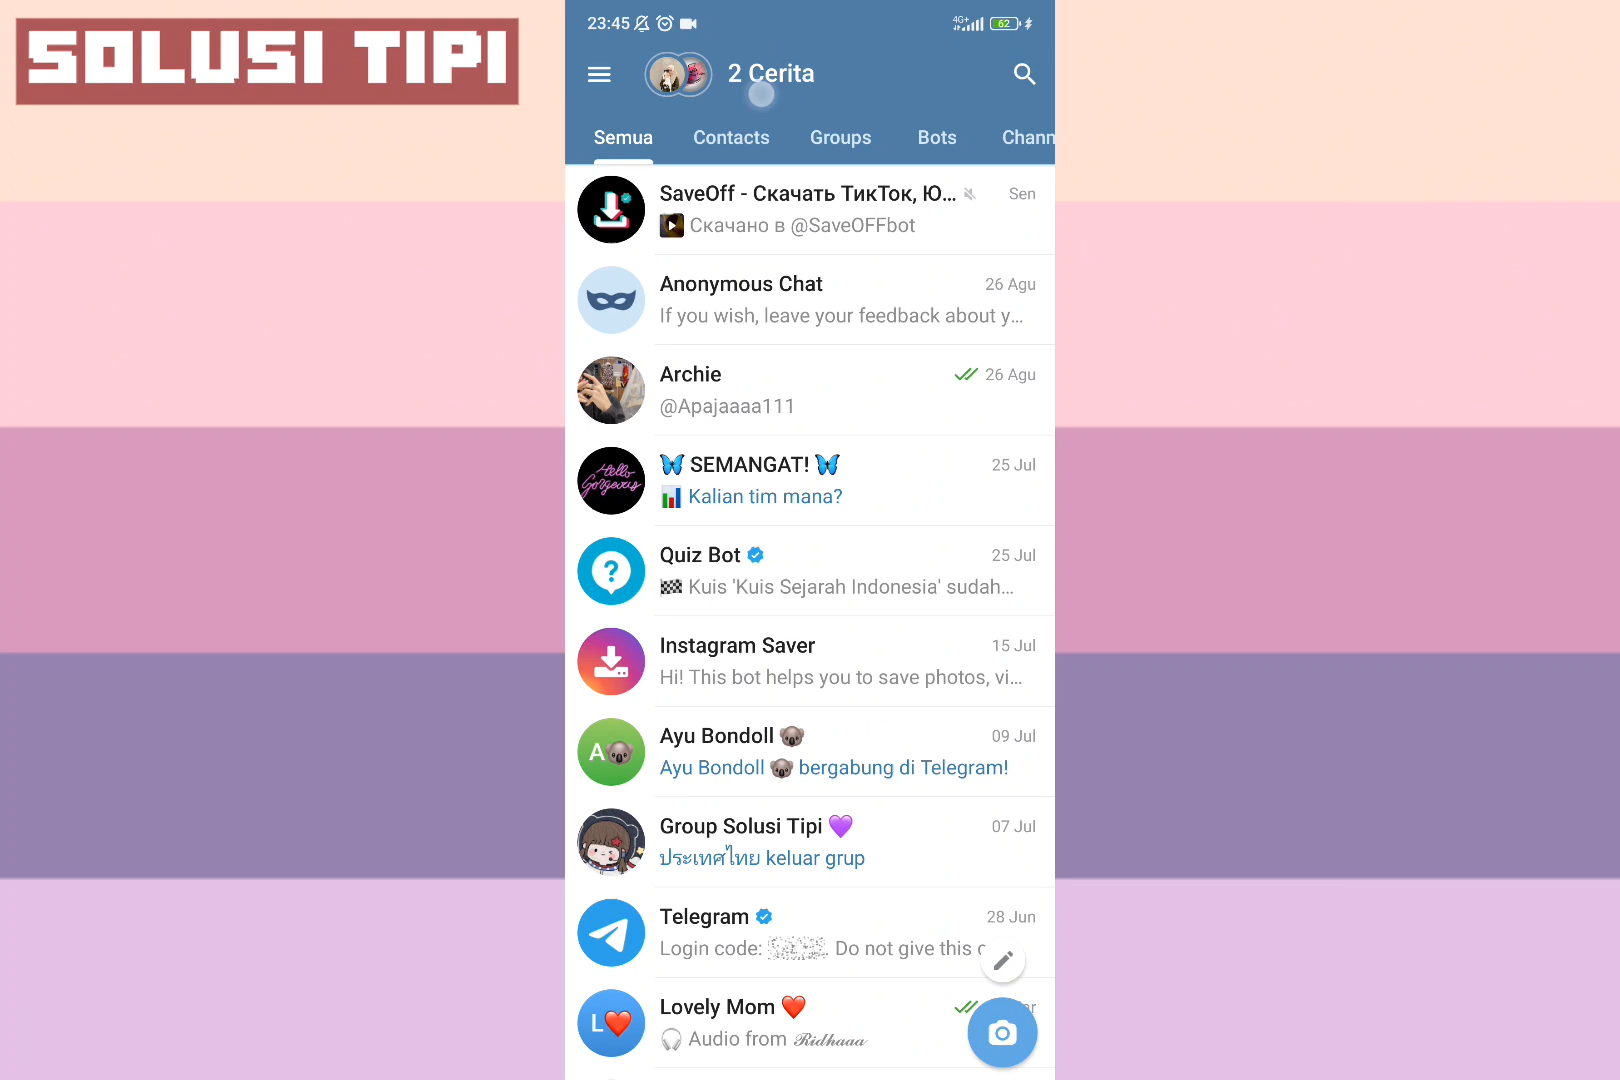 SOLUSI TIPI
23:45
4G+
62
2 Cerita
Semua
Contacts
Groups
Bots
Chann
SaveOff - Скачать ТикТок, Ю...
Sen
Скачано в @SaveOFFbot
Anonymous Chat
26 Agu
If you wish, leave your feedback about y...
Archie
26 Agu
@Apajaaaa111
Hello
Gorgeous
🦋 SEMANGAT! 🦋
25 Jul
📊 Kalian tim mana?
Quiz Bot
25 Jul
🏁 Kuis 'Kuis Sejarah Indonesia' sudah...
Instagram Saver
15 Jul
Hi! This bot helps you to save photos, vi...
A🐨
Ayu Bondoll 🐨
09 Jul
Ayu Bondoll 🐨 bergabung di Telegram!
Group Solusi Tipi 💜
07 Jul
ประเทศไทย keluar grup
Telegram
28 Jun
Login code: . Do not give this c
L❤️
Lovely Mom ❤️
🎧 Audio from 𝓡𝓲𝓭𝓱𝓪𝓪𝓪